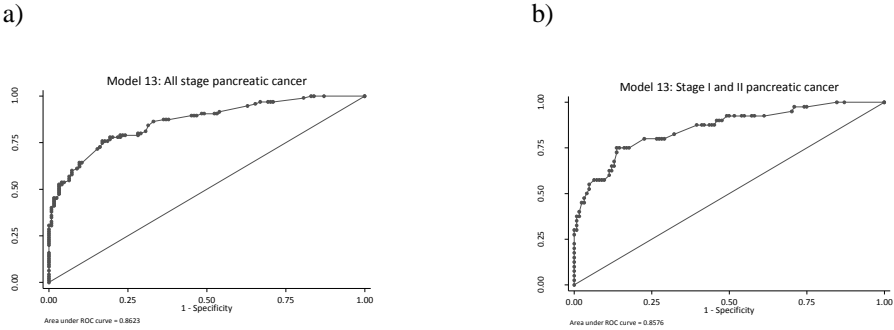 a)
b)
Model 13: All stage pancreatic cancer
1.00
0.75
0.50
0.25
0.00
0.00 0.25 0.50 0.75 1.00
1 - Specificity
Area under ROC curve = 0.8623
Model 13: Stage I and II pancreatic cancer
1.00
0.75
0.50
0.25
0.00
0.00 0.25 0.50 0.75 1.00
1 - Specificity
Area under ROC curve = 0.8576